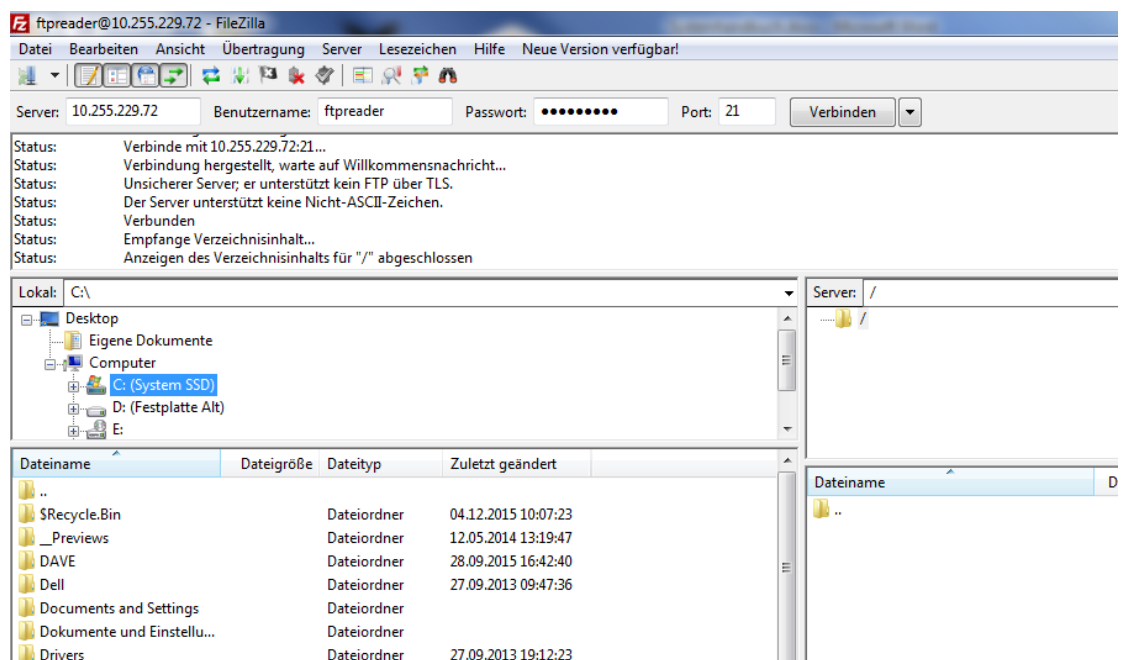 ftpreader@10.255.229.72 - FileZilla
Datei Bearbeiten Ansicht Übertragung Server Lesezeichen Hilfe Neue Version verfügbar!
Server: 10.255.229.72 Benutzername: ftpreader Passwort: ●●●●●●●●● Port: 21 Verbinden
Status: Verbinde mit 10.255.229.72:21...
Status: Verbindung hergestellt, warte auf Willkommensnachricht...
Status: Unsicherer Server; er unterstützt kein FTP über TLS.
Status: Der Server unterstützt keine Nicht-ASCII-Zeichen.
Status: Verbunden
Status: Empfange Verzeichnisinhalt...
Status: Anzeigen des Verzeichnisinhalts für "/" abgeschlossen
Lokal: C:\
Desktop
Eigene Dokumente
Computer
C: (System SSD)
D: (Festplatte Alt)
E:
Dateiname Dateigröße Dateityp Zuletzt geändert
..
$Recycle.Bin Dateiordner 04.12.2015 10:07:23
__Previews Dateiordner 12.05.2014 13:19:47
DAVE Dateiordner 28.09.2015 16:42:40
Dell Dateiordner 27.09.2013 09:47:36
Documents and Settings Dateiordner
Dokumente und Einstellu... Dateiordner
Drivers Dateiordner 27.09.2013 19:12:23
Server: /
/
Dateiname D
..